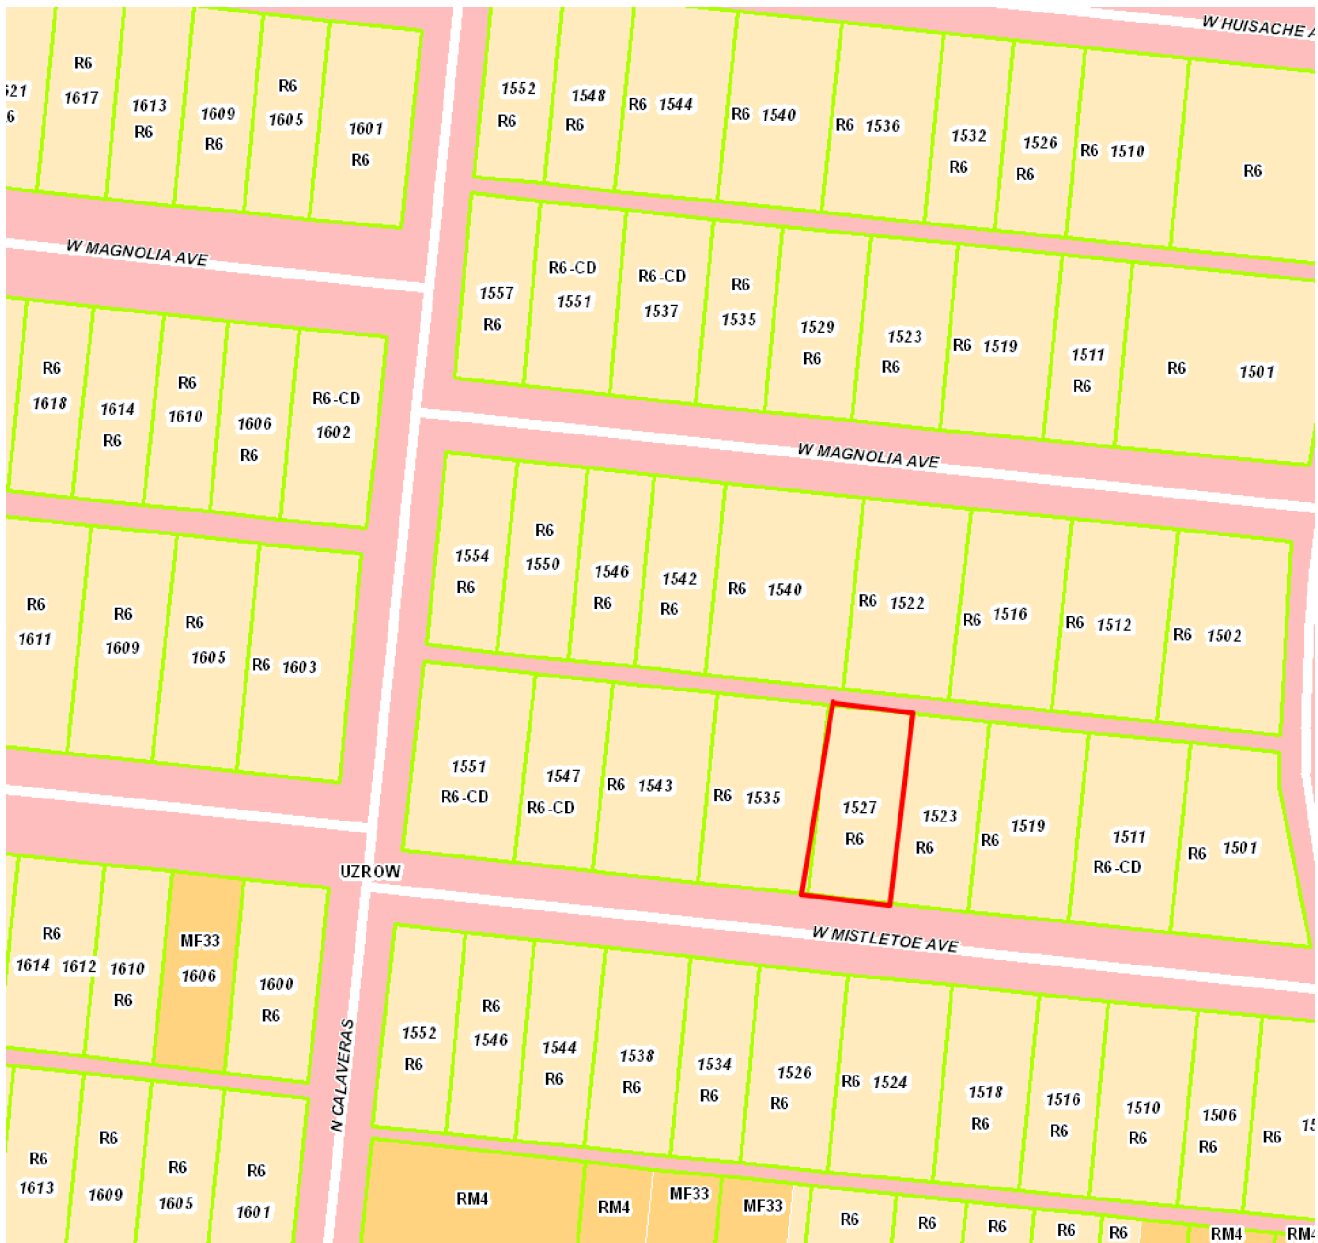 W HUISACHE
R6
1617
1613
R6
1609
R6
R6
1605
1601
R6
1552
R6
1548
R6
R6 1544
R6 1540
R6 1536
1532
R6
1526
R6
R6 1510
R6
W MAGNOLIA AVE
1557
R6
R6-CD
1551
R6-CD
1537
R6
1535
1529
R6
1523
R6
R6 1519
1511
R6
R6 1501
R6
1618
1614
R6
R6
1610
1606
R6
R6-CD
1602
W MAGNOLIA AVE
1554
R6
R6
1550
1546
R6
1542
R6
R6 1540
R6 1522
R6 1516
R6 1512
R6 1502
R6
1611
R6
1609
R6
1605
R6 1603
1551
R6-CD
1547
R6-CD
R6 1543
R6 1535
1527
R6
1523
R6
R6 1519
1511
R6-CD
R6 1501
UZROW
W MISTLETOE AVE
R6
1614 1612
1610
R6
MF33
1606
1600
R6
N CALAVERAS
1552
R6
R6
1546
1544
R6
1538
R6
1534
R6
1526
R6
R6 1524
1518
R6
1516
R6
1510
R6
1506
R6
R6
R6
1613
R6
1609
R6
1605
R6
1601
RM4
RM4
MF33
MF33
R6
R6
R6
R6
R6
RM4
RM4